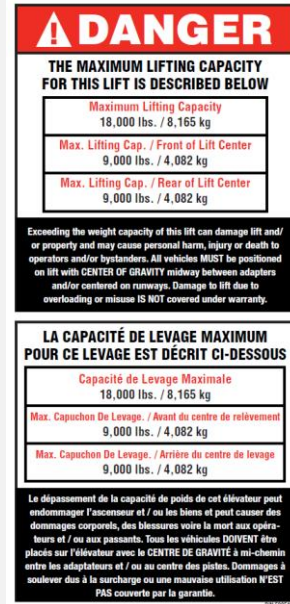 DANGER
THE MAXIMUM LIFTING CAPACITY
FOR THIS LIFT IS DESCRIBED BELOW
Maximum Lifting Capacity
18,000 lbs. / 8,165 kg
Max. Lifting Cap. / Front of Lift Center
9,000 lbs. / 4,082 kg
Max. Lifting Cap. / Rear of Lift Center
9,000 lbs. / 4,082 kg
Exceeding the weight capacity of this lift can damage lift and/
or property and may cause personal harm, injury or death to
operators and/or bystanders. All vehicles MUST be positioned
on lift with CENTER OF GRAVITY midway between adapters
and/or centered on runways. Damage to lift due to
overloading or misuse IS NOT covered under warranty.
LA CAPACITÉ DE LEVAGE MAXIMUM
POUR CE LEVAGE EST DÉCRIT CI-DESSOUS
Capacité de Levage Maximale
18,000 lbs. / 8,165 kg
Max. Capuchon De Levage. / Avant du centre de relèvement
9,000 lbs. / 4,082 kg
Max. Capuchon De Levage. / Arrière du centre de levage
9,000 lbs. / 4,082 kg
Le dépassement de la capacité de poids de cet élévateur peut
endommager l'ascenseur et / ou les biens et peut causer des
dommages corporels, des blessures voire la mort aux opéra-
teurs et / ou aux passants. Tous les véhicules DOIVENT être
placés sur l'élévateur avec le CENTRE DE GRAVITÉ à mi-chemin
entre les adaptateurs et / ou au centre des pistes. Dommages à
soulever dus à la surcharge ou une mauvaise utilisation N'EST
PAS couverte par la garantie.